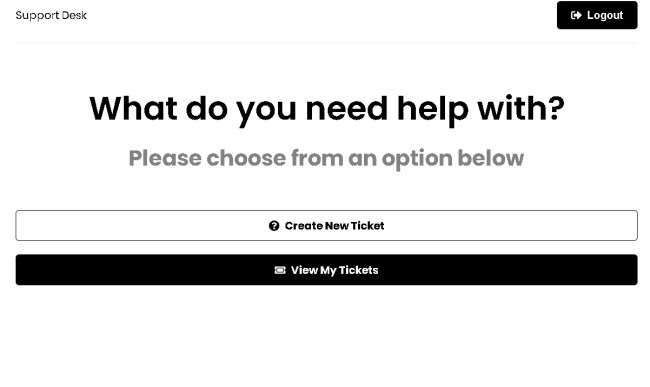 Support Desk
Logout
What do you need help with?
Please choose from an option below
Create New Ticket
View My Tickets